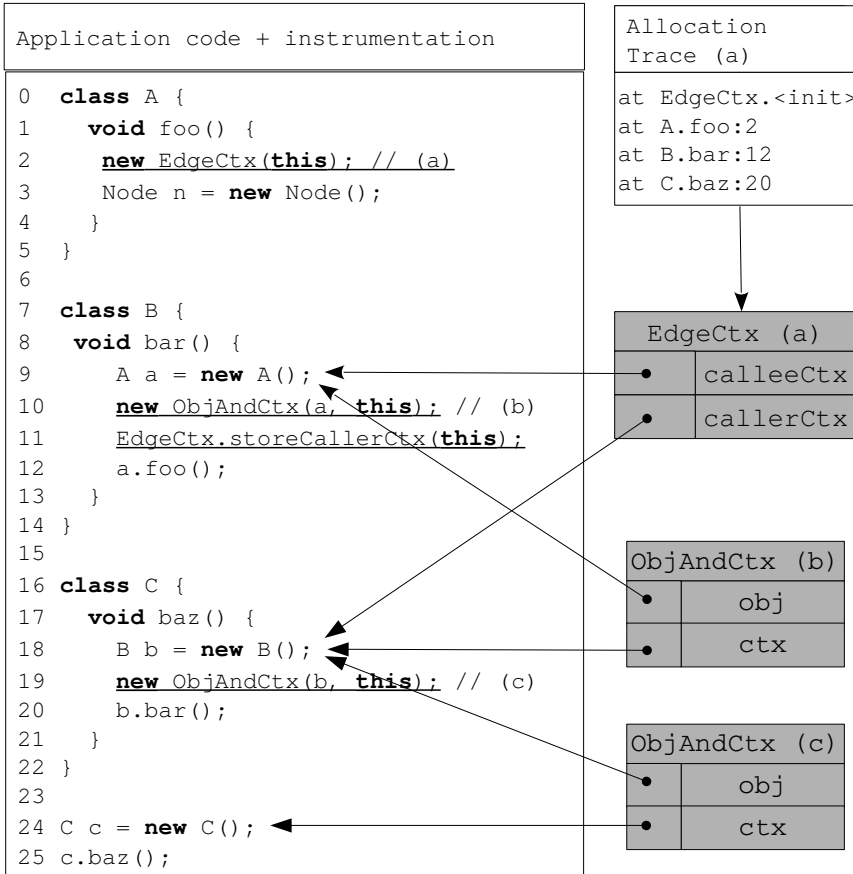 Application code + instrumentation
0 class A {
1 void foo() {
2 new EdgeCtx(this); // (a)
3 Node n = new Node();
4 }
5 }
6
7 class B {
8 void bar() {
9 A a = new A();
10 new ObjAndCtx(a, this); // (b)
11 EdgeCtx.storeCallerCtx(this);
12 a.foo();
13 }
14 }
15
16 class C {
17 void baz() {
18 B b = new B();
19 new ObjAndCtx(b, this); // (c)
20 b.bar();
21 }
22 }
23
24 C c = new C();
25 c.baz();
Allocation
Trace (a)
at EdgeCtx.<init>
at A.foo:2
at B.bar:12
at C.baz:20
EdgeCtx (a)
calleeCtx
callerCtx
ObjAndCtx (b)
obj
ctx
ObjAndCtx (c)
obj
ctx